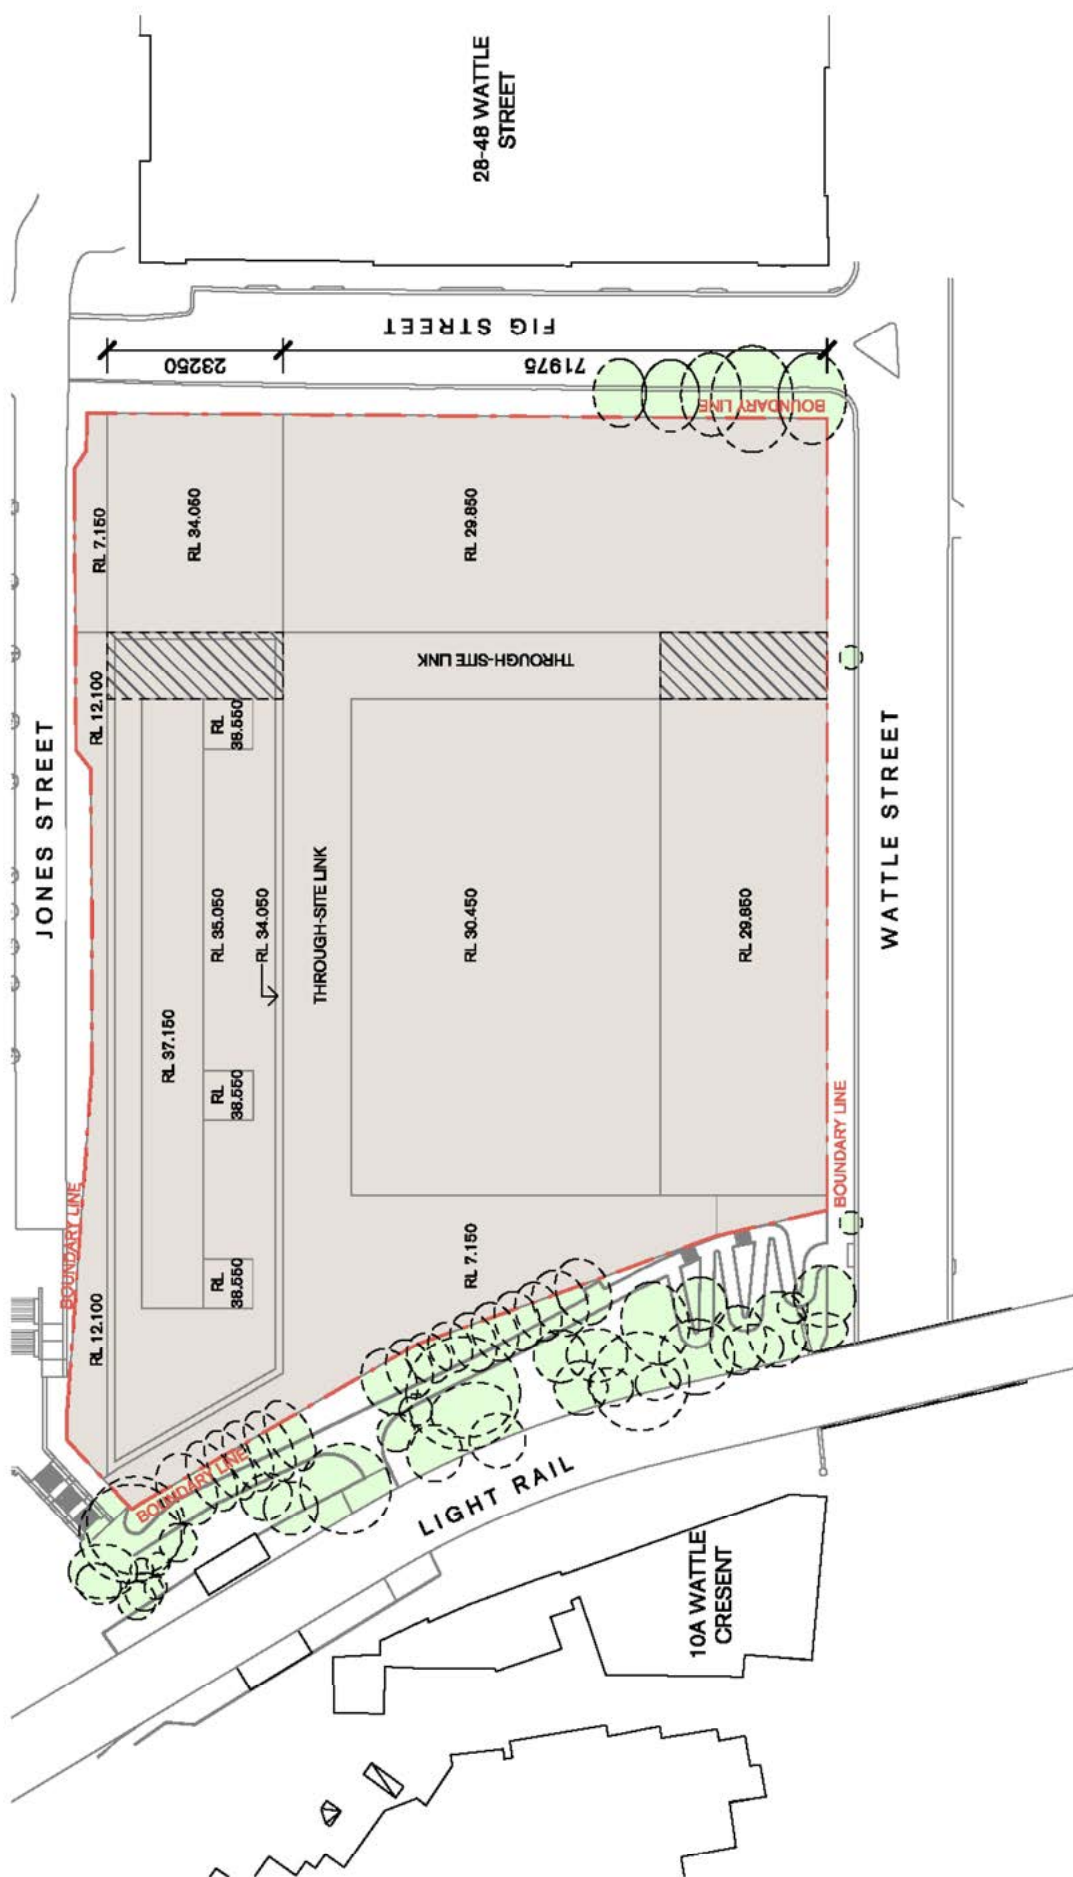 28-48 WATTLE
STREET
FIG STREET
23250
71975
BOUNDARY LINE
RL 7.150
RL 34.050
RL 29.850
THROUGH-SITE LINK
RL 12.100
RL
38.550
JONES STREET
WATTLE STREET
RL 35.050
RL 34.050
THROUGH-SITE LINK
RL 30.450
RL 29.850
RL 37.150
RL
38.550
BOUNDARY LINE
BOUNDARY LINE
RL
38.550
RL 7.150
RL 12.100
BOUNDARY LINE
LIGHT RAIL
10A WATTLE
CRESENT